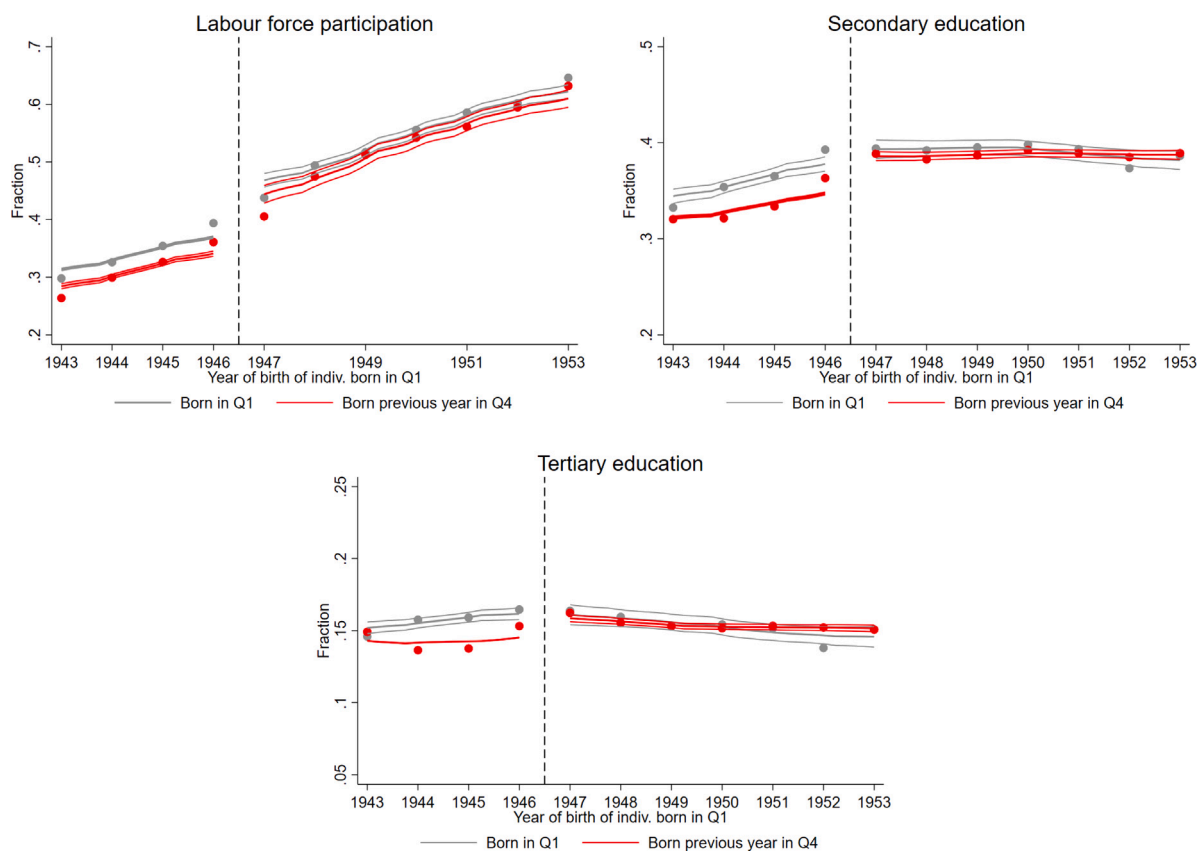 Labour force participation
Fraction
.2 .3 .4 .5 .6 .7
1943 1944 1945 1946 1947 1949 1951 1953
Year of birth of indiv. born in Q1
Born in Q1 Born previous year in Q4
Secondary education
Fraction
.2 .3 .4 .5
1943 1944 1945 1946 1947 1948 1949 1950 1951 1952 1953
Year of birth of indiv. born in Q1
Born in Q1 Born previous year in Q4
Tertiary education
Fraction
.05 .1 .15 .2 .25
1943 1944 1945 1946 1947 1948 1949 1950 1951 1952 1953
Year of birth of indiv. born in Q1
Born in Q1 Born previous year in Q4